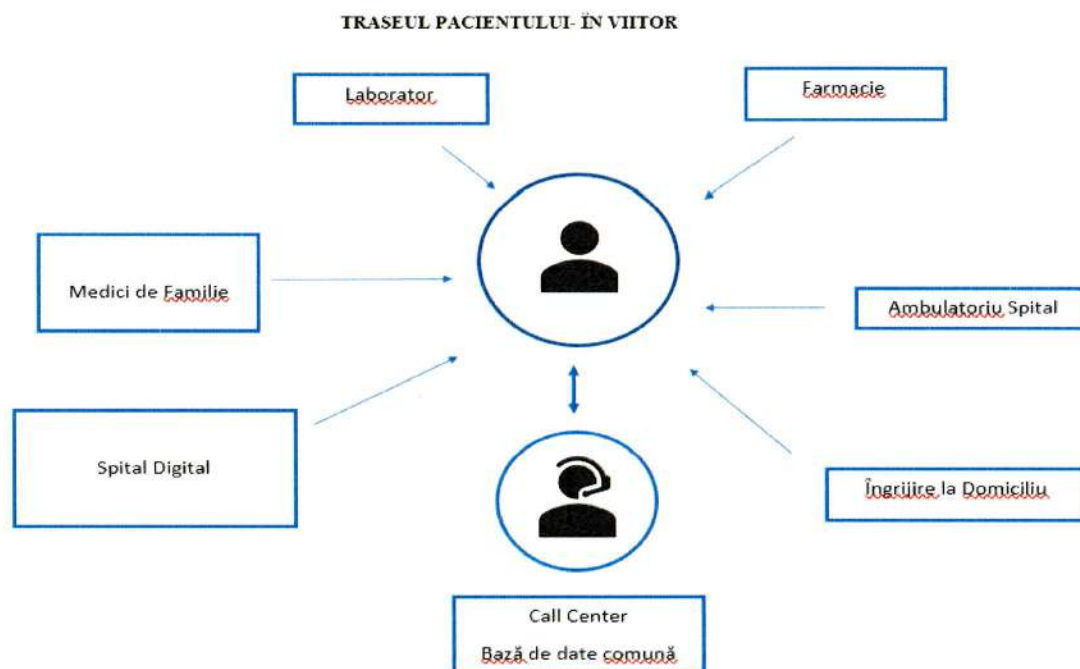 TRASEUL PACIENTULUI- ÎN VIITOR
Laborator
Farmacie
Medici de Familie
Ambulatoriu Spital
Spital Digital
Îngrijire la Domiciliu
Call Center
Bază de date comună